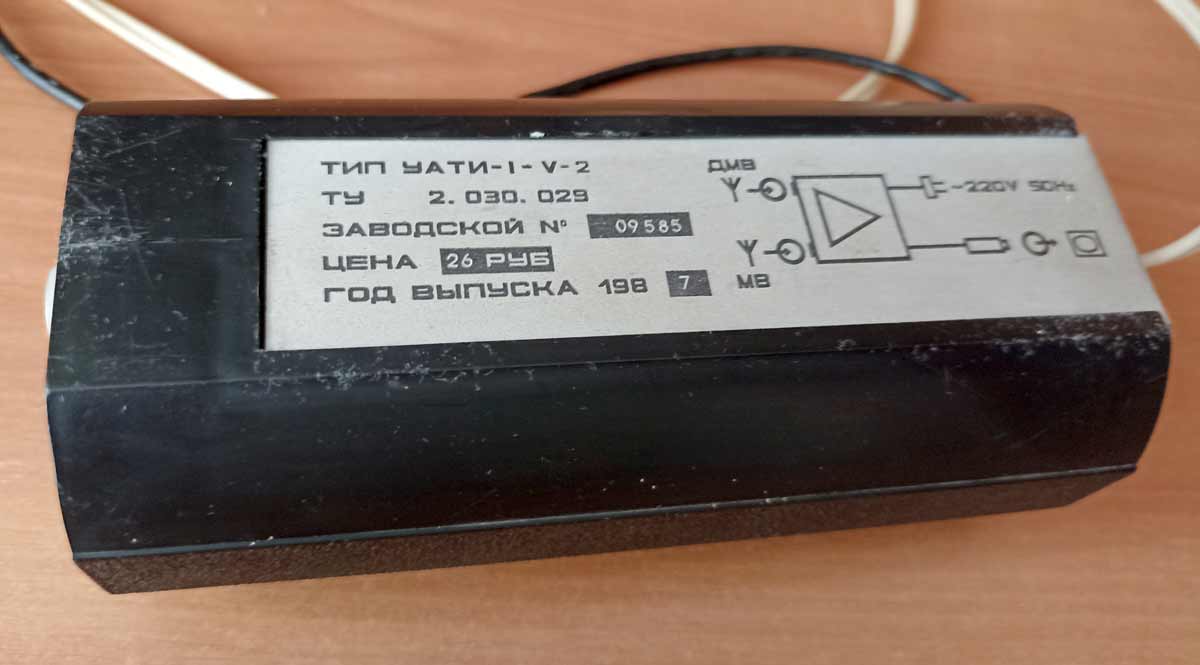 ТИП УАТИ-1-V-2
ТУ 2. 030. 029
ЗАВОДСКОЙ № 09585
ЦЕНА 26 РУБ
ГОД ВЫПУСКА 198 7
ДМВ
~220V 50Hz
МВ